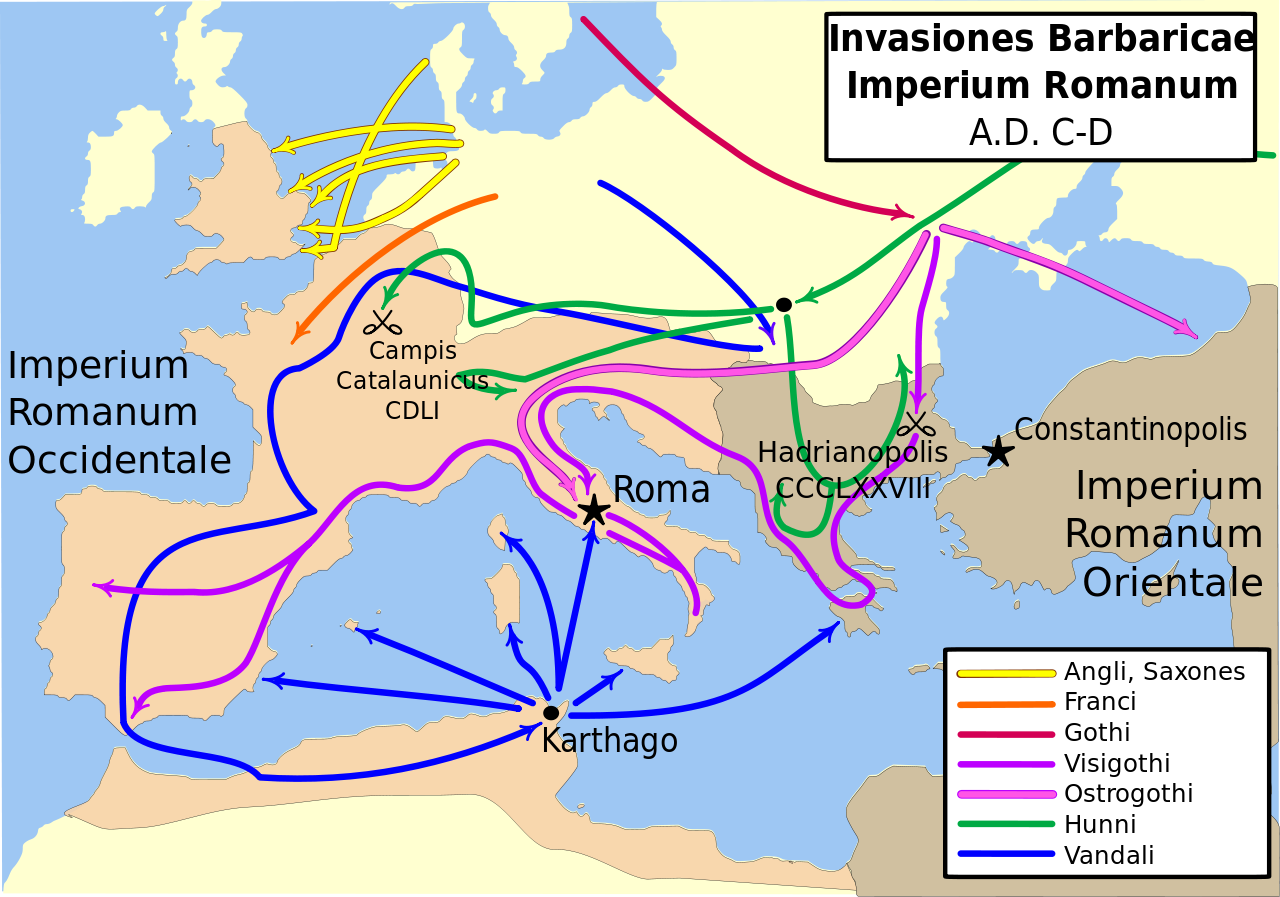 Invasiones Barbaricae
Imperium Romanum
A.D. C-D
Imperium
Romanum
Occidentale
Campis
Catalaunicus
CDLI
Hadrianopolis
CCCLXXVIII
Constantinopolis
Imperium
Romanum
Orientale
Roma
Karthago
Angli, Saxones
Franci
Gothi
Visigothi
Ostrogothi
Hunni
Vandali